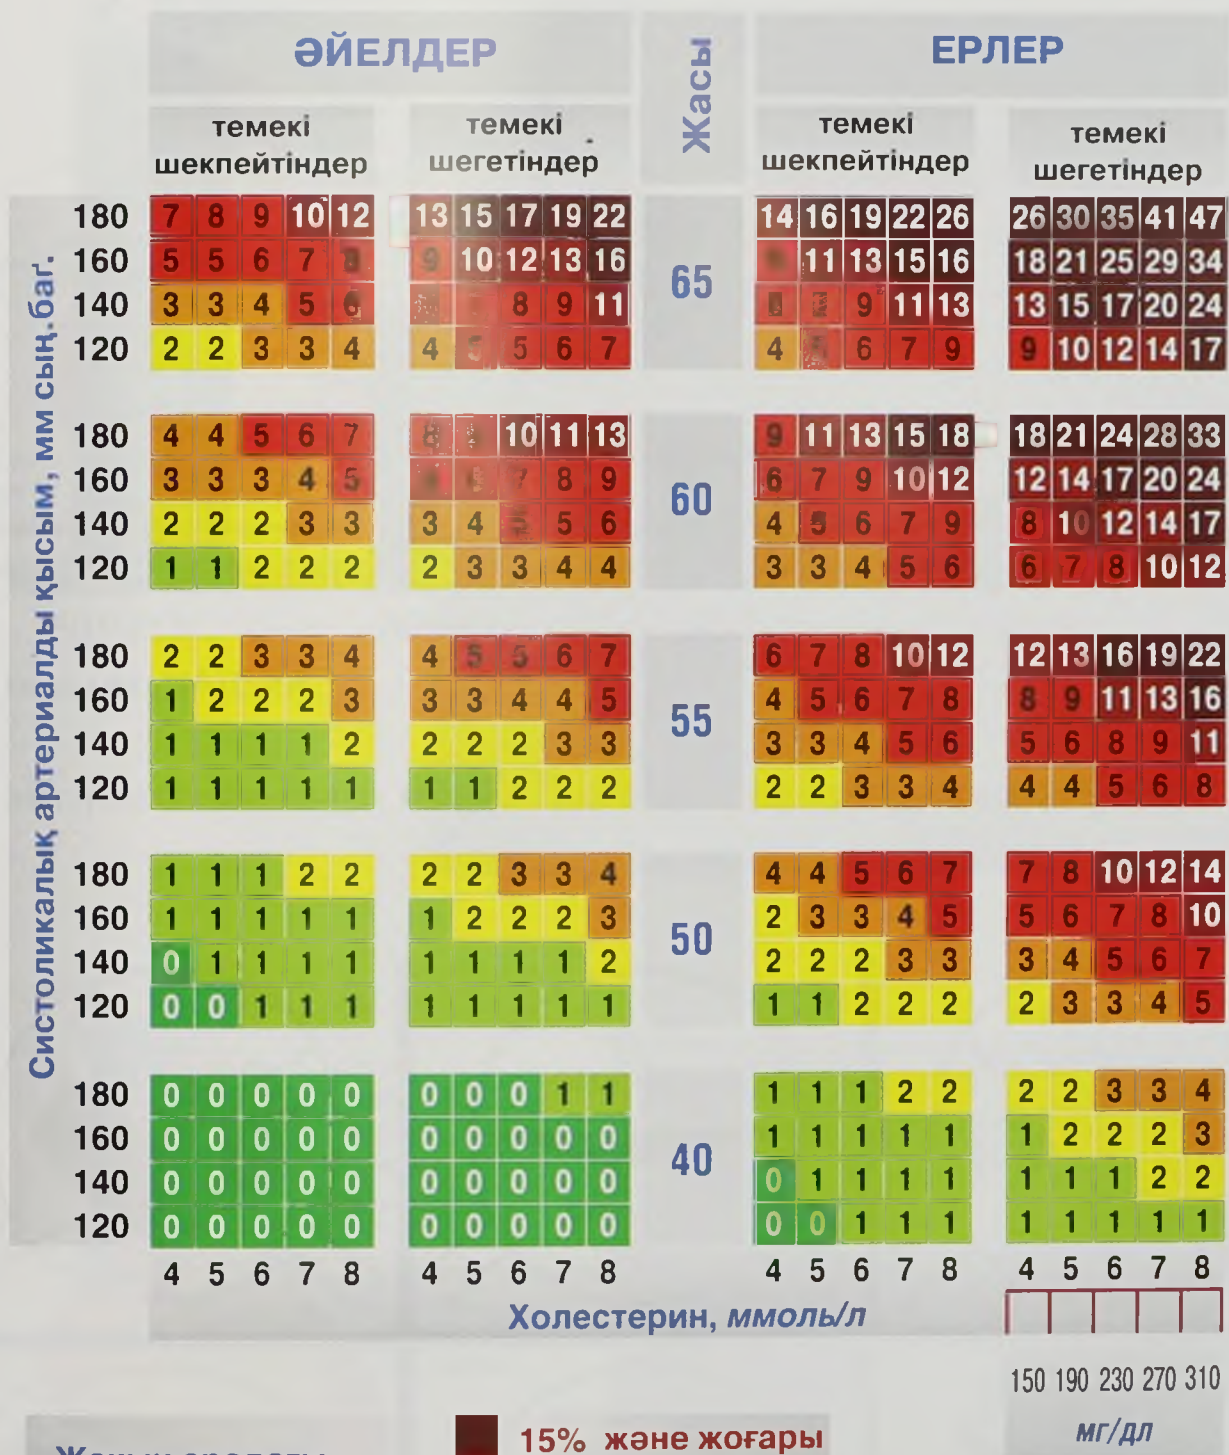 ӘЙЕЛДЕР Жасы ЕРЛЕР
темекі темекі темекі темекі
шекпейтіндер шегетіндер шекпейтіндер шегетіндер
Систоликалық артериалды қысым, мм сың.бағ.
180 7 8 9 10 12 13 15 17 19 22 14 16 19 22 26 26 30 35 41 47
160 5 5 6 7 8 9 10 12 13 16 11 13 15 16 18 21 25 29 34
65
140 3 3 4 5 6 8 9 11 9 11 13 13 15 17 20 24
120 2 2 3 3 4 4 5 5 6 7 4 6 7 9 9 10 12 14 17
180 4 4 5 6 7 8 10 11 13 9 11 13 15 18 18 21 24 28 33
160 3 3 3 4 5 7 8 9 6 7 9 10 12 12 14 17 20 24
60
140 2 2 2 3 3 3 4 5 5 6 4 5 6 7 9 8 10 12 14 17
120 1 1 2 2 2 2 3 3 4 4 3 3 4 5 6 6 7 8 10 12
180 2 2 3 3 4 4 5 5 6 7 6 7 8 10 12 12 13 16 19 22
160 1 2 2 2 3 3 3 4 4 5 4 5 6 7 8 8 9 11 13 16
55
140 1 1 1 1 2 2 2 2 3 3 3 3 4 5 6 5 6 8 9 11
120 1 1 1 1 1 1 1 2 2 2 2 2 3 3 4 4 4 5 6 8
180 1 1 1 2 2 2 2 3 3 4 4 4 5 6 7 7 8 10 12 14
160 1 1 1 1 1 1 2 2 2 3 2 3 3 4 5 5 6 7 8 10
50
140 0 1 1 1 1 1 1 1 1 2 2 2 2 3 3 3 4 5 6 7
120 0 0 1 1 1 1 1 1 1 1 1 1 2 2 2 2 3 3 4 5
180 0 0 0 0 0 0 0 0 1 1 1 1 1 2 2 2 2 3 3 4
160 0 0 0 0 0 0 0 0 0 0 1 1 1 1 1 1 2 2 2 3
40
140 0 0 0 0 0 0 0 0 0 0 0 1 1 1 1 1 1 1 2 2
120 0 0 0 0 0 0 0 0 0 0 0 0 1 1 1 1 1 1 1 1
4 5 6 7 8 4 5 6 7 8 4 5 6 7 8 4 5 6 7 8
Холестерин, ммоль/л
150 190 230 270 310
мг/дл
15% және жоғары